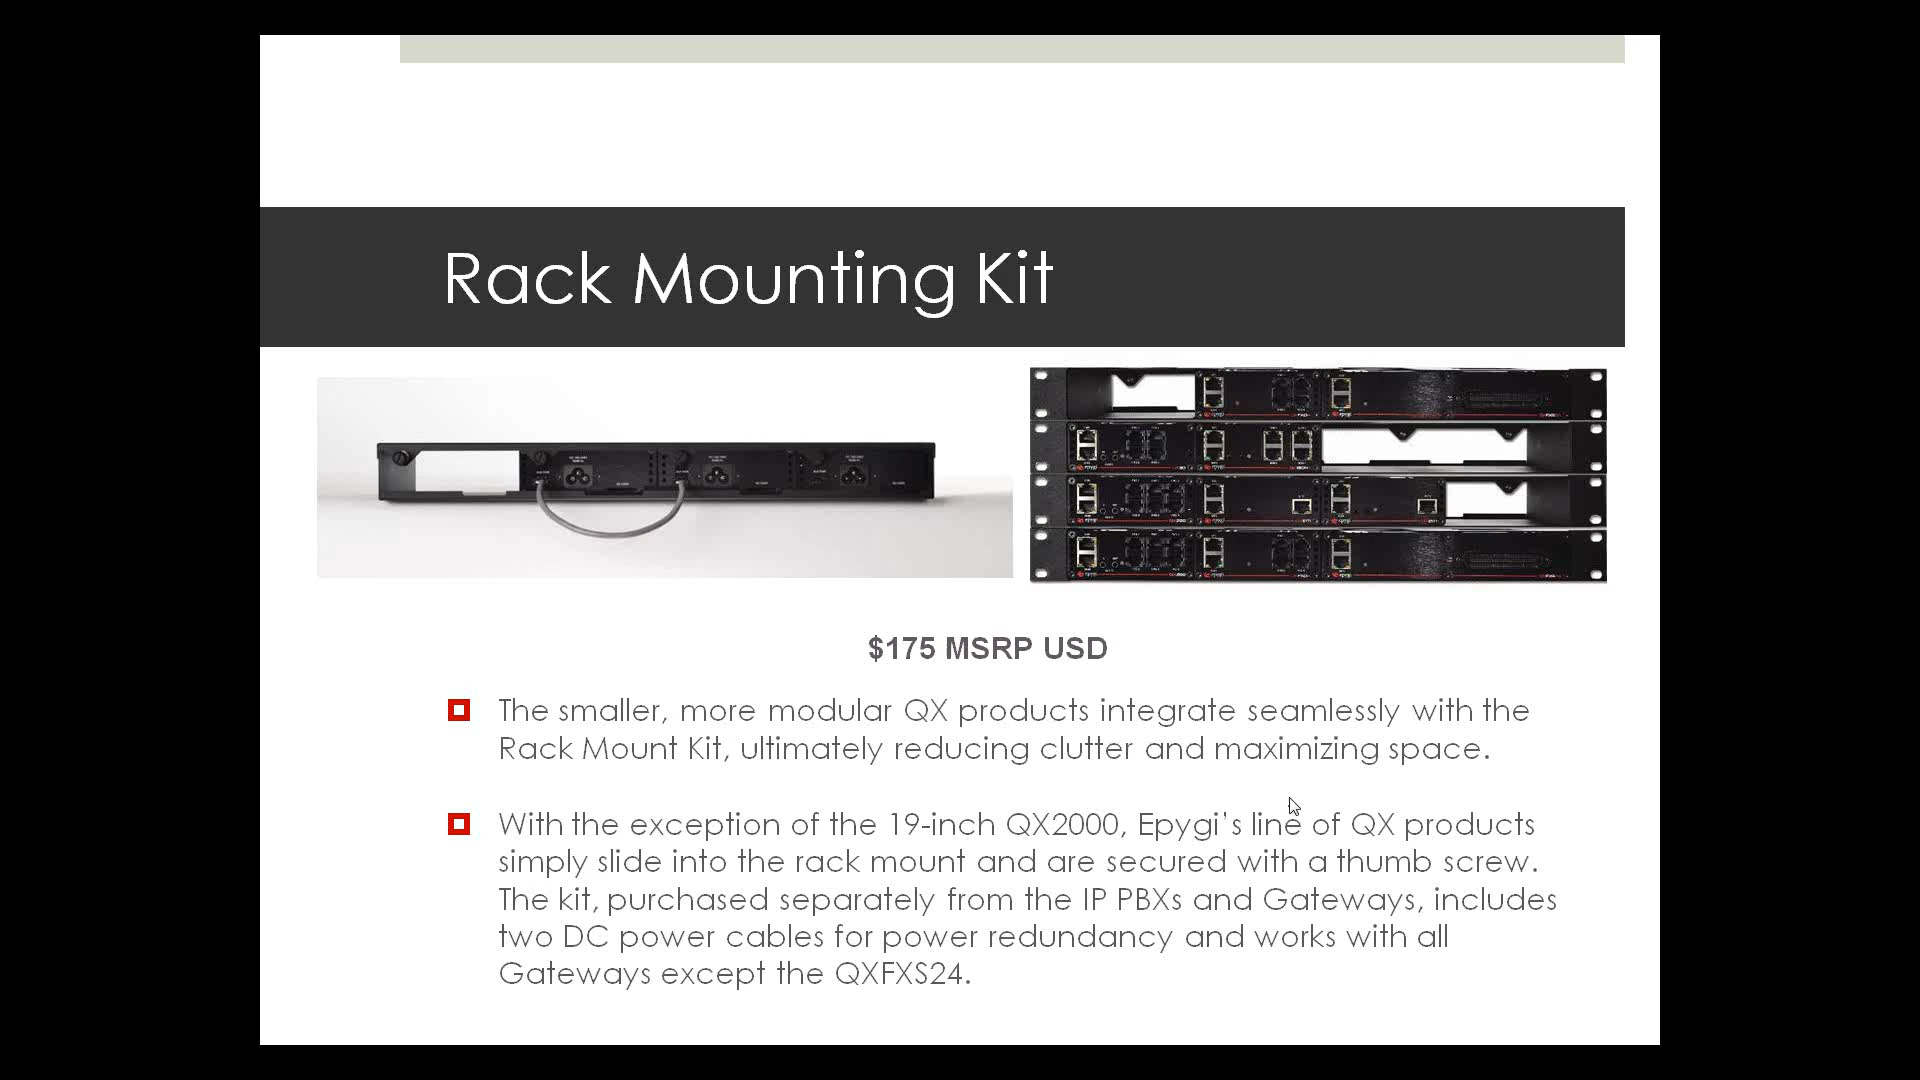 Rack Mounting Kit
$175 MSRP USD
The smaller, more modular QX products integrate seamlessly with the
Rack Mount Kit, ultimately reducing clutter and maximizing space.
With the exception of the 19-inch QX2000, Epygi's line of QX products
simply slide into the rack mount and are secured with a thumb screw.
The kit, purchased separately from the IP PBXs and Gateways, includes
two DC power cables for power redundancy and works with all
Gateways except the QXFXS24.